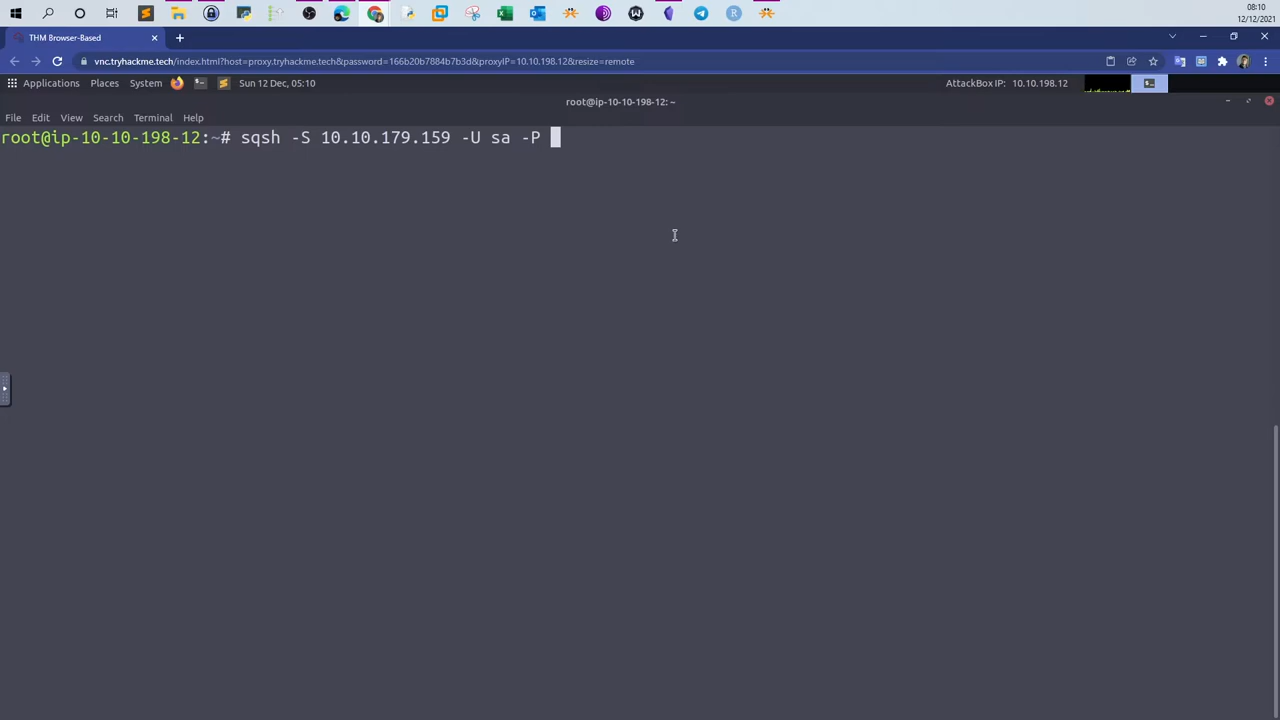 08:10
12/12/2021
THM Browser-Based
vnc.tryhackme.tech/index.html?host=proxy.tryhackme.tech&password=166b20b7884b7b3d&proxyIP=10.10.198.12&resize=remote
Applications Places System Sun 12 Dec, 05:10 AttackBox IP: 10.10.198.12
root@ip-10-10-198-12: ~
File Edit View Search Terminal Help
root@ip-10-10-198-12:~# sqsh -S 10.10.179.159 -U sa -P